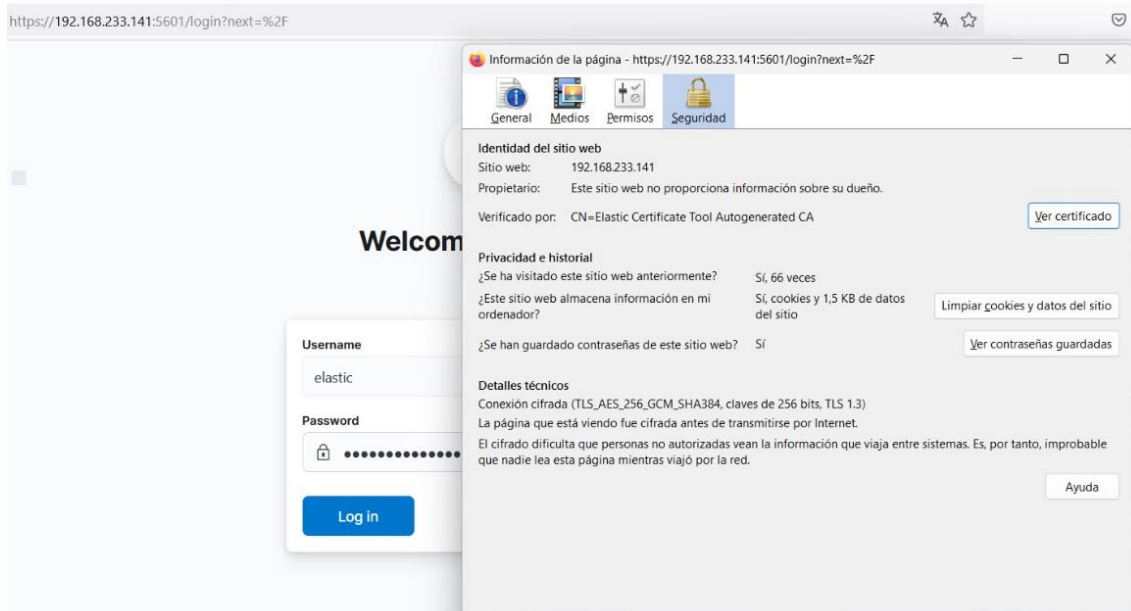 https://192.168.233.141:5601/login?next=%2F
Información de la página - https://192.168.233.141:5601/login?next=%2F
General Medios Permisos Seguridad
Identidad del sitio web
Sitio web: 192.168.233.141
Propietario: Este sitio web no proporciona información sobre su dueño.
Verificado por: CN=Elastic Certificate Tool Autogenerated CA
Ver certificado
Privacidad e historial
¿Se ha visitado este sitio web anteriormente? Sí, 66 veces
¿Este sitio web almacena información en mi
ordenador?
Sí, cookies y 1,5 KB de datos
del sitio
Limpiar cookies y datos del sitio
¿Se han guardado contraseñas de este sitio web? Sí
Ver contraseñas guardadas
Detalles técnicos
Conexión cifrada (TLS_AES_256_GCM_SHA384, claves de 256 bits, TLS 1.3)
La página que está viendo fue cifrada antes de transmitirse por Internet.
El cifrado dificulta que personas no autorizadas vean la información que viaja entre sistemas. Es, por tanto, improbable
que nadie lea esta página mientras viajó por la red.
Ayuda
Welcom
Username
elastic
Password
Log in